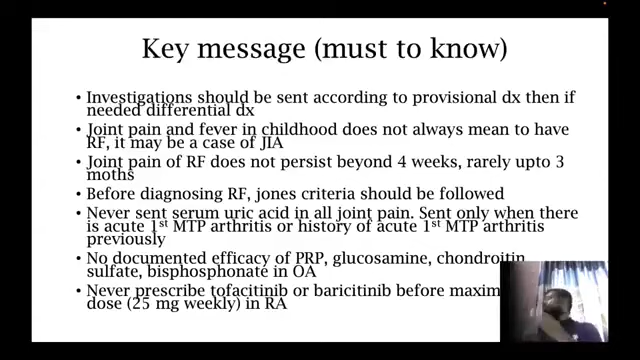 Key message (must to know)
• Investigations should be sent according to provisional dx then if
needed differential dx
• Joint pain and fever in childhood does not always mean to have
RF, it may be a case of JIA
• Joint pain of RF does not persist beyond 4 weeks, rarely upto 3
moths
• Before diagnosing RF, jones criteria should be followed
• Never sent serum uric acid in all joint pain. Sent only when there
is acute 1st MTP arthritis or history of acute 1st MTP arthritis
previously
• No documented efficacy of PRP, glucosamine, chondroitin
sulfate, bisphosphonate in OA
• Never prescribe tofacitinib or baricitinib before
dose (25 mg weekly) in RA